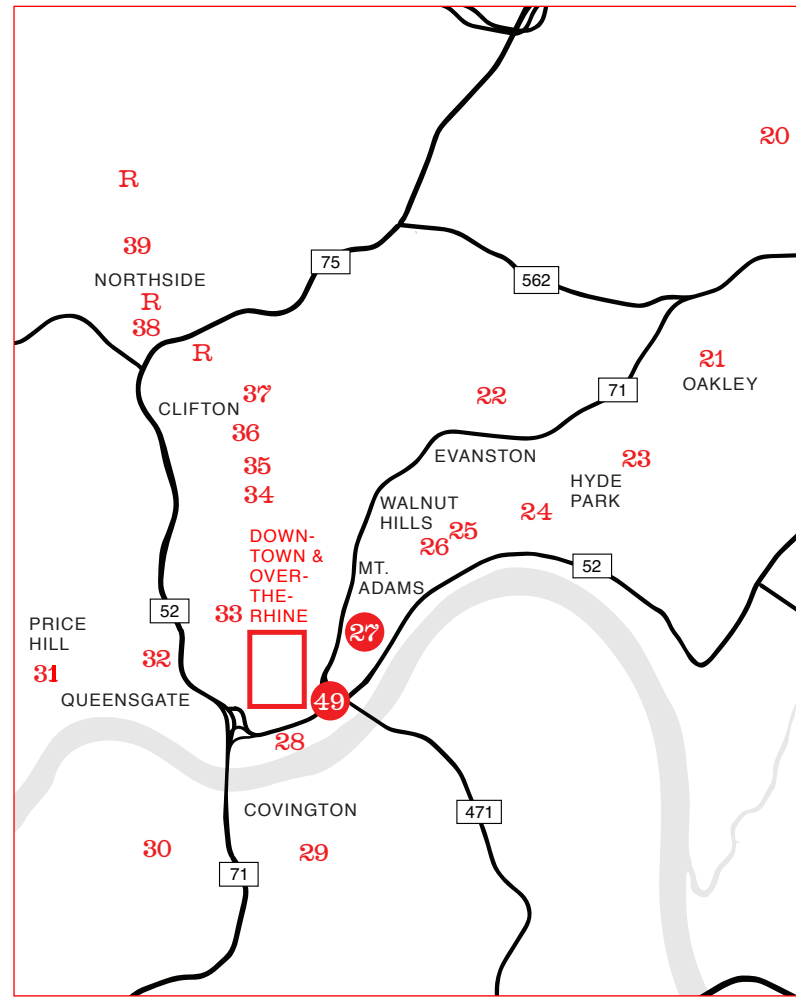 20
R
39
NORTHSIDE
75
562
R
38
R
21
OAKLEY
37
CLIFTON
22
71
36
EVANSTON
35
23
34
HYDE
PARK
WALNUT
HILLS
24
25
26
DOWN-
TOWN &
OVER-
THE-
RHINE
MT.
ADAMS
52
52
33
PRICE
HILL
27
32
31
QUEENSGATE
49
28
COVINGTON
471
30
29
71